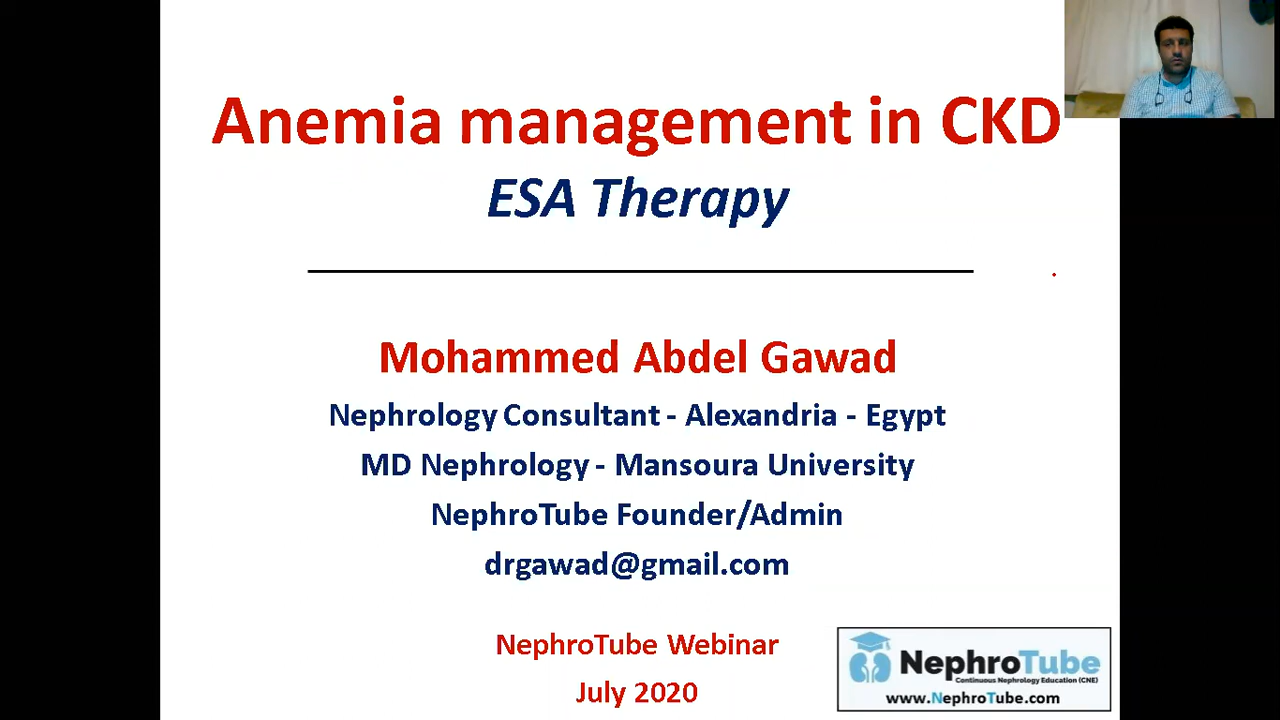 Anemia management in CKD
ESA Therapy
Mohammed Abdel Gawad
Nephrology Consultant - Alexandria - Egypt
MD Nephrology - Mansoura University
NephroTube Founder/Admin
drgawad@gmail.com
NephroTube Webinar
July 2020
NephroTube
Continuous Nephrology Education (CNE)
www.NephroTube.com